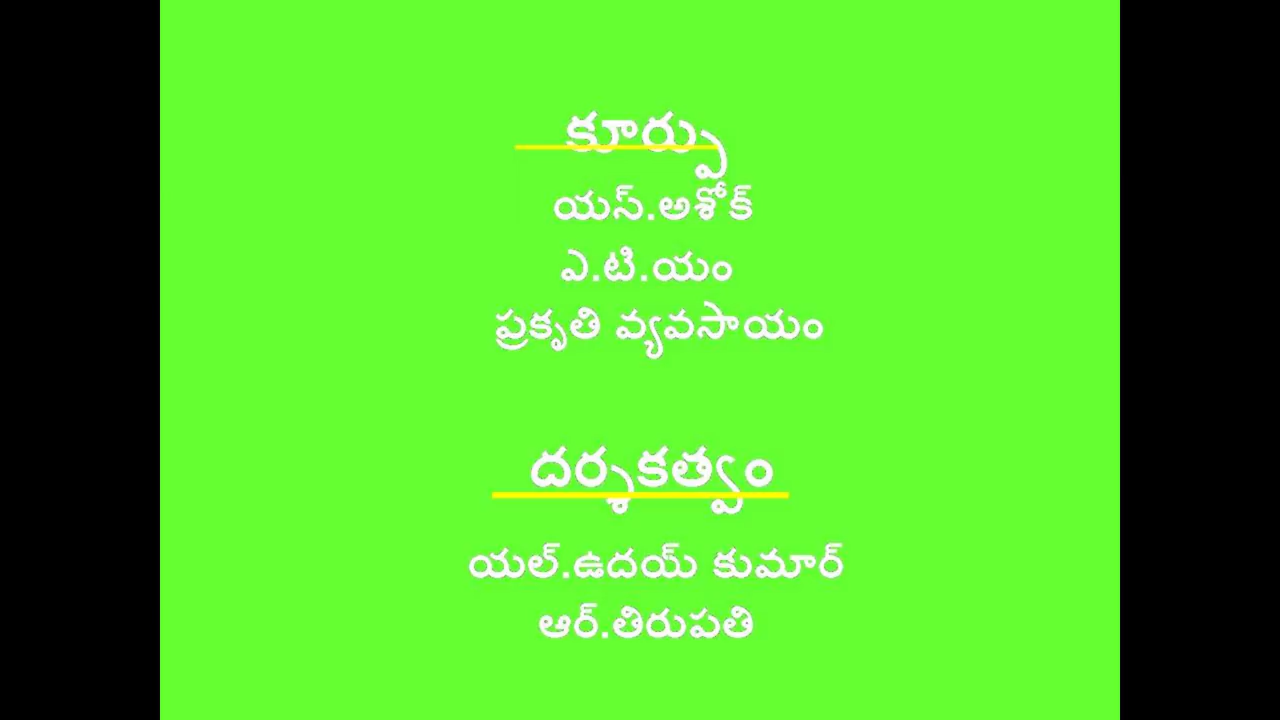 కూర్పు
యస్.అశోక్
ఎ.టి.యం
ప్రకృతి వ్యవసాయం
దర్శకత్వం
యల్.ఉదయ్ కుమార్
ఆర్.తిరుపతి